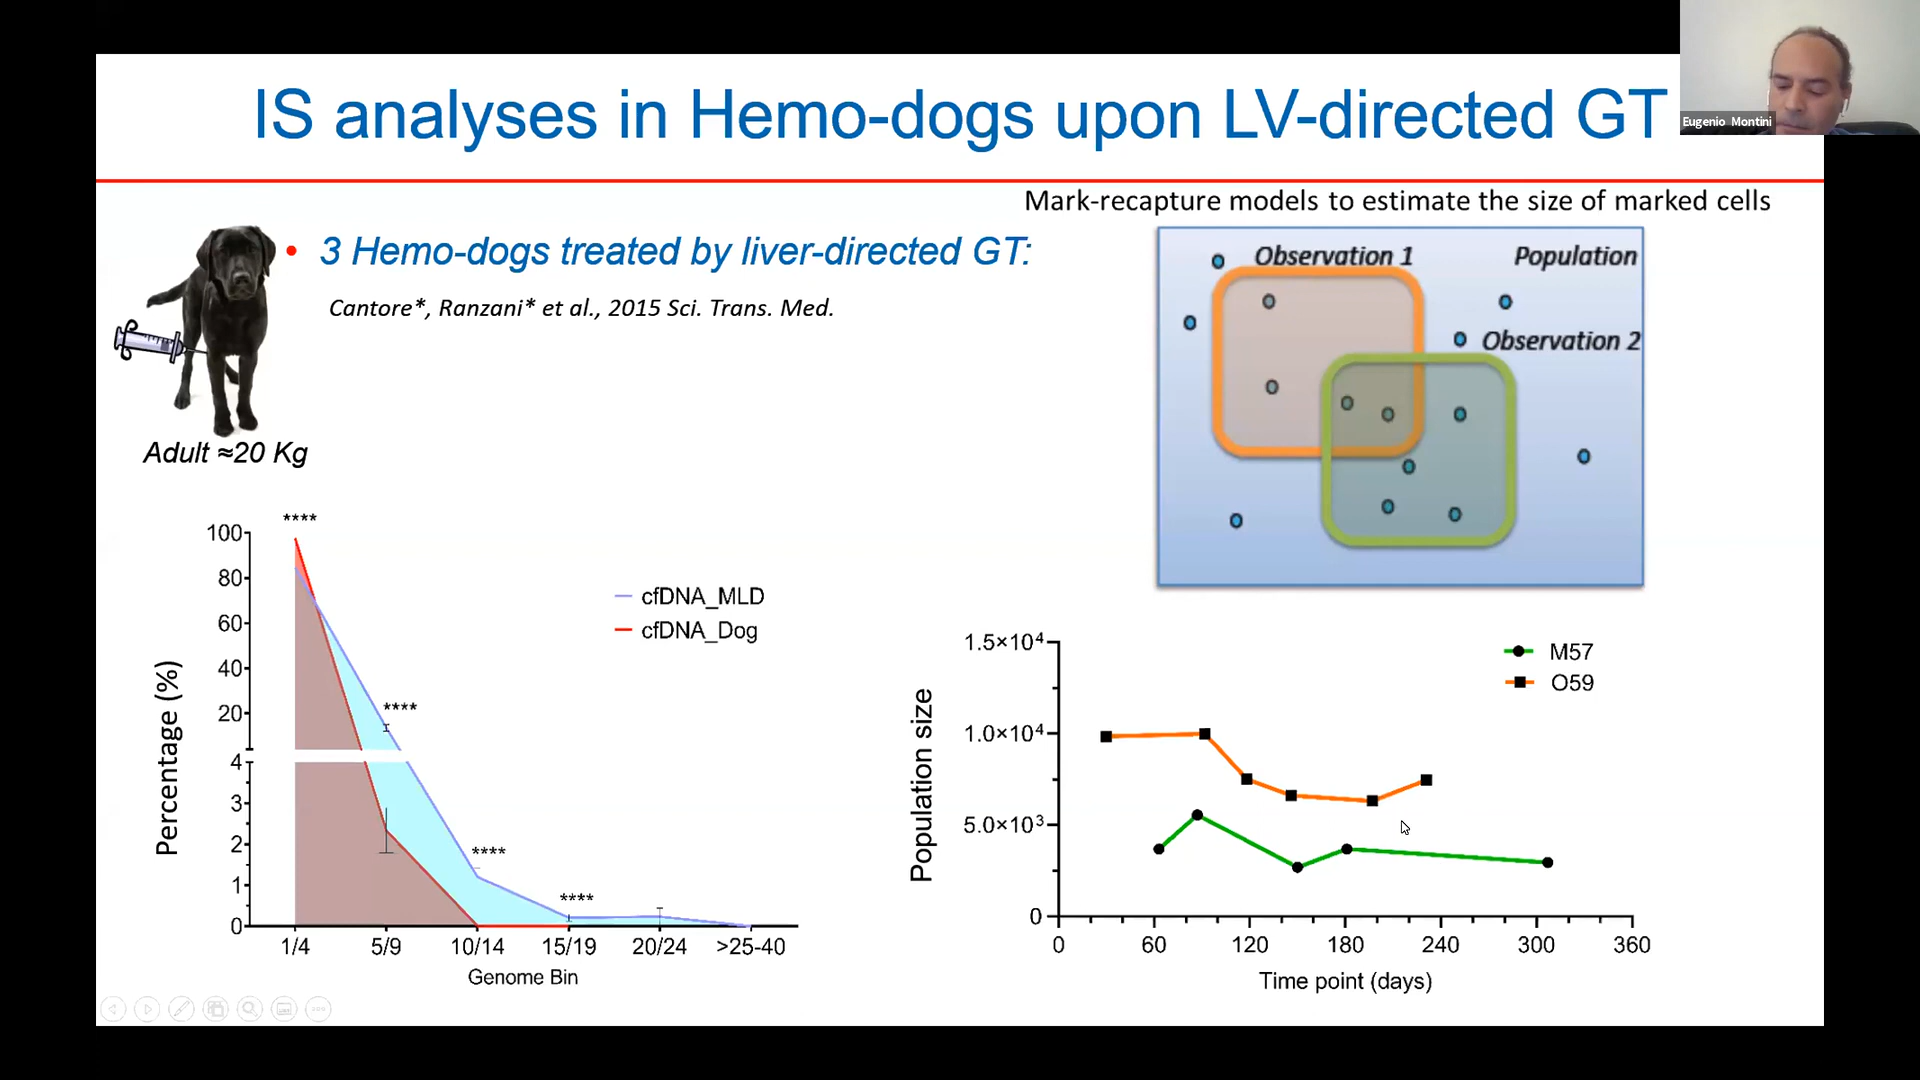 IS analyses in Hemo-dogs upon LV-directed GT
Eugenio Montini
Mark-recapture models to estimate the size of marked cells
• 3 Hemo-dogs treated by liver-directed GT:
Cantore*, Ranzani* et al., 2015 Sci. Trans. Med.
Adult ≈20 Kg
Observation 1
Population
Observation 2
Percentage (%)
100
80
60
40
20
4
3
2
1
0
****
****
****
****
cfDNA_MLD
cfDNA_Dog
1/4 5/9 10/14 15/19 20/24 >25-40
Genome Bin
Population size
1.5×10⁴
1.0×10⁴
5.0×10³
0
M57
O59
0 60 120 180 240 300 360
Time point (days)